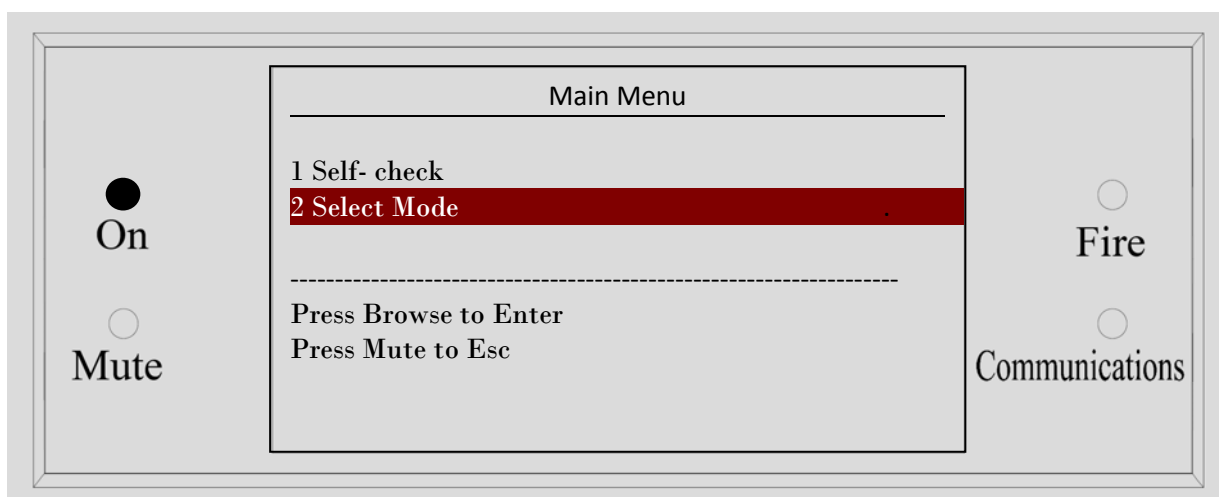 Main Menu
1 Self- check
2 Select Mode .
------------------------------------------------------------------
Press Browse to Enter
Press Mute to Esc
On
Mute
Fire
Communications